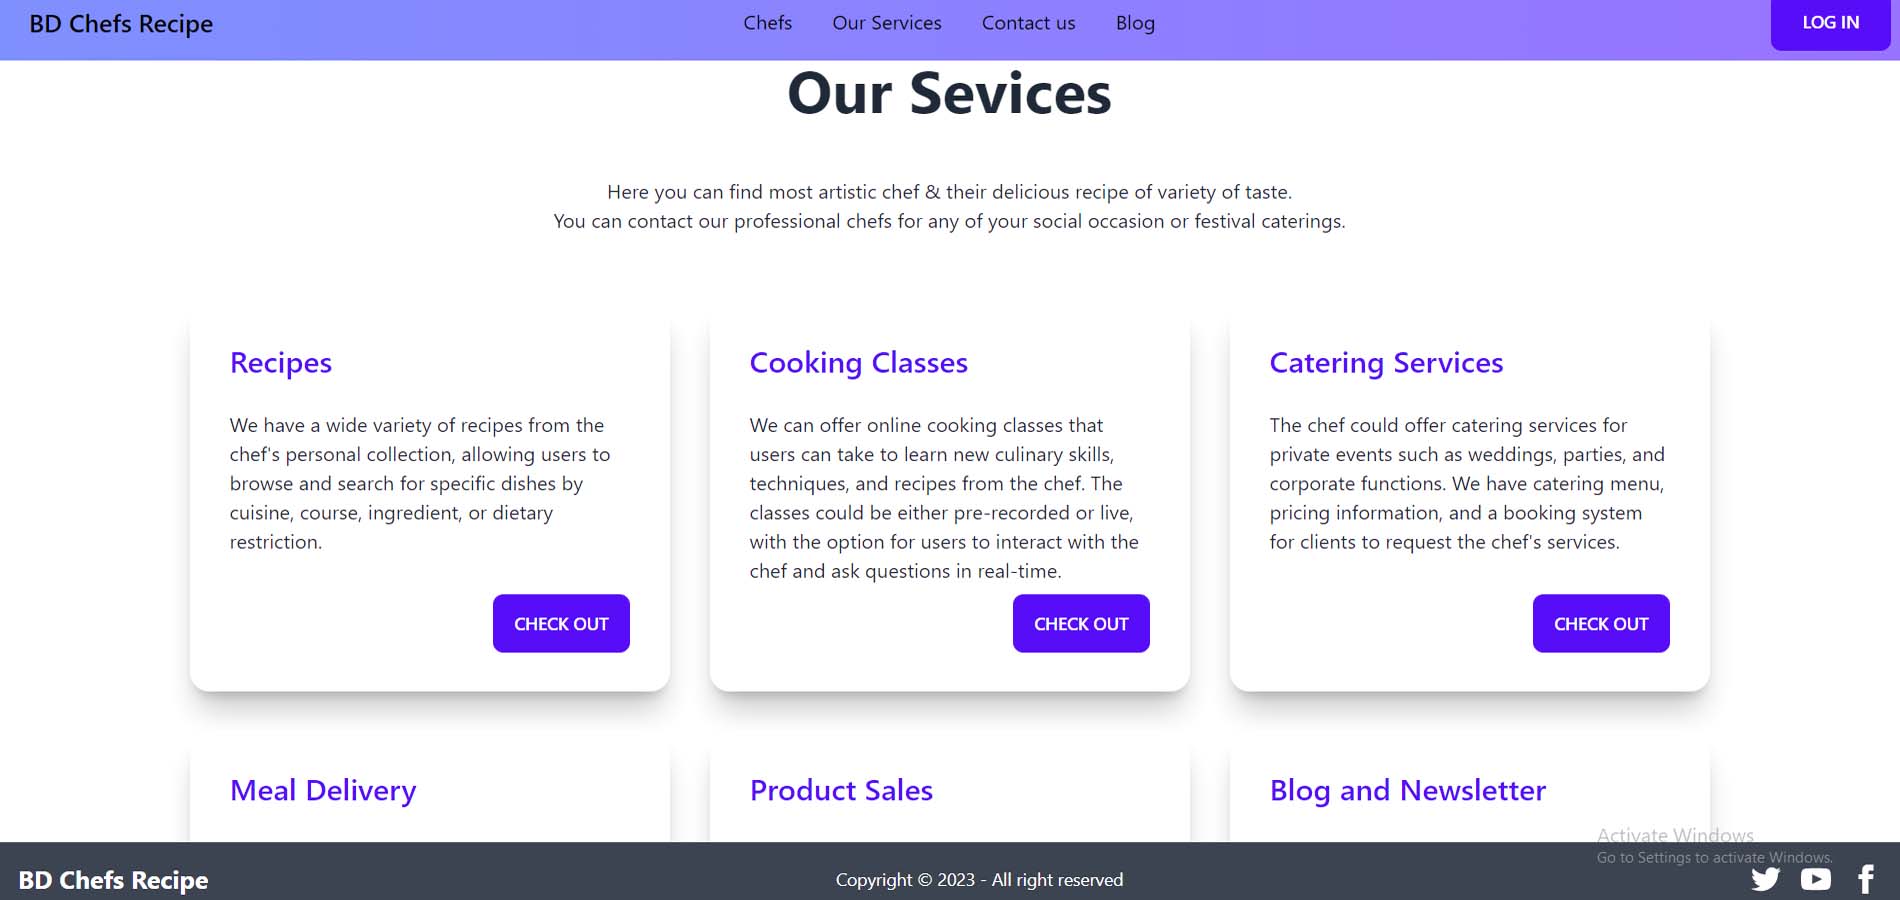 BD Chefs Recipe
Chefs
Our Services
Contact us
Blog
LOG IN
Our Sevices
Here you can find most artistic chef & their delicious recipe of variety of taste.
You can contact our professional chefs for any of your social occasion or festival caterings.
Recipes
We have a wide variety of recipes from the
chef's personal collection, allowing users to
browse and search for specific dishes by
cuisine, course, ingredient, or dietary
restriction.
CHECK OUT
Cooking Classes
We can offer online cooking classes that
users can take to learn new culinary skills,
techniques, and recipes from the chef. The
classes could be either pre-recorded or live,
with the option for users to interact with the
chef and ask questions in real-time.
CHECK OUT
Catering Services
The chef could offer catering services for
private events such as weddings, parties, and
corporate functions. We have catering menu,
pricing information, and a booking system
for clients to request the chef's services.
CHECK OUT
Meal Delivery
Product Sales
Blog and Newsletter
Activate Windows
Go to Settings to activate Windows.
BD Chefs Recipe
Copyright © 2023 - All right reserved